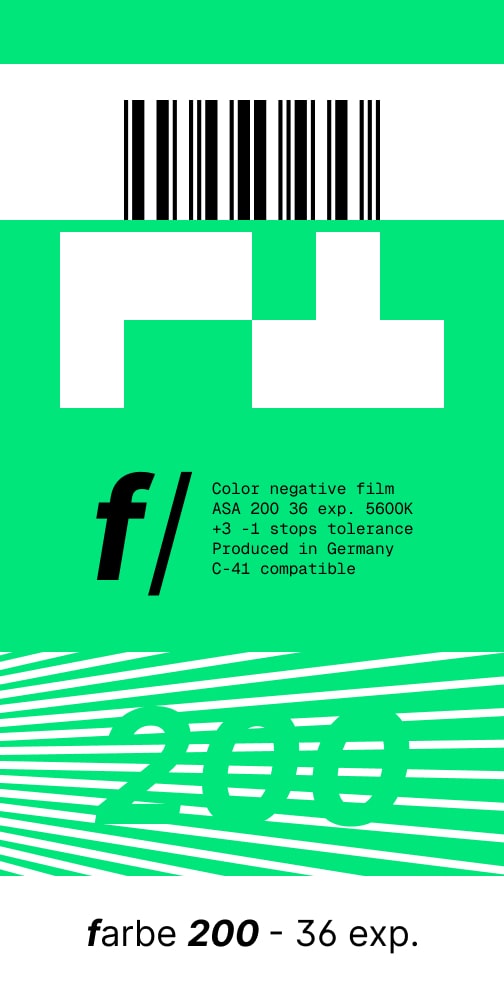 f/
Color negative film
ASA 200 36 exp. 5600K
+3 -1 stops tolerance
Produced in Germany
C-41 compatible
200
farbe 200 - 36 exp.